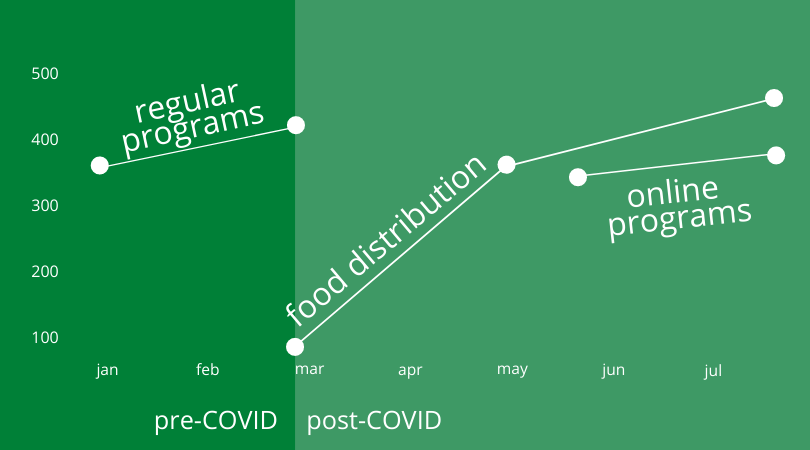 500
400
300
200
100
regular
programs
food distribution
online
programs
jan feb mar apr may jun jul
pre-COVID post-COVID